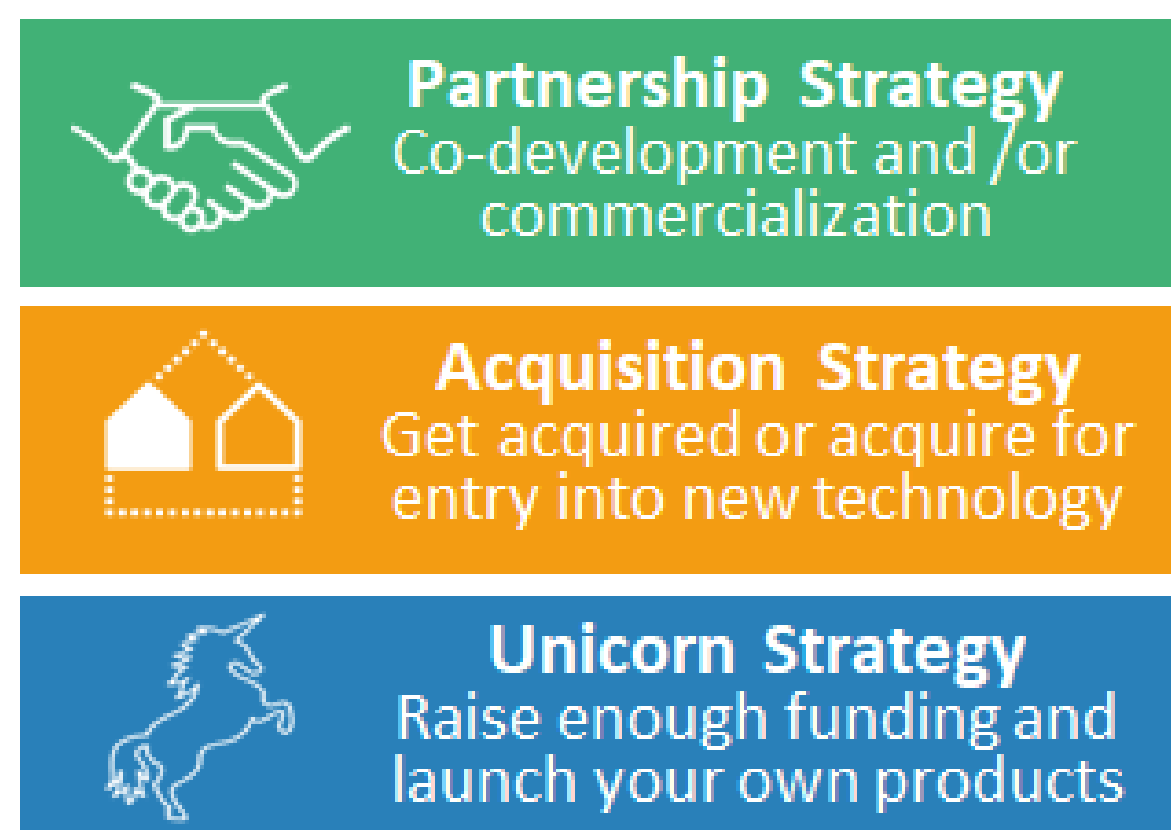 Partnership Strategy
Co-development and /or
commercialization
Acquisition Strategy
Get acquired or acquire for
entry into new technology
Unicorn Strategy
Raise enough funding and
launch your own products